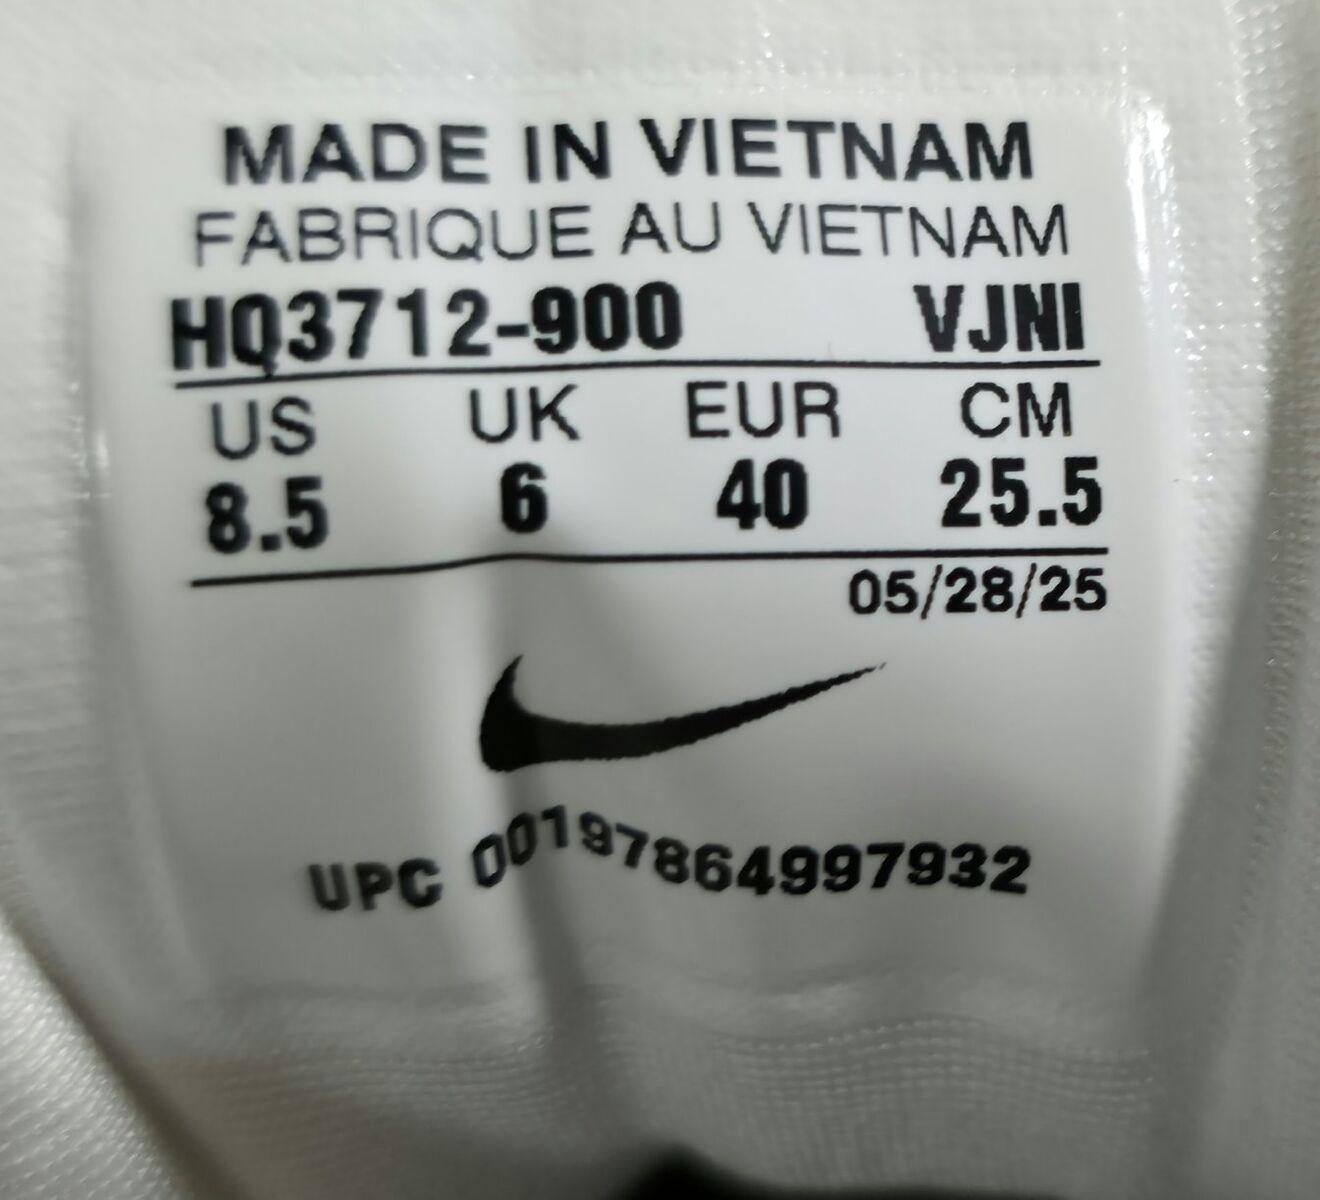 MADE IN VIETNAM
FABRIQUE AU VIETNAM
HQ3712-900 VJNI
US UK EUR CM
8.5 6 40 25.5
05/28/25
UPC 00197864997932